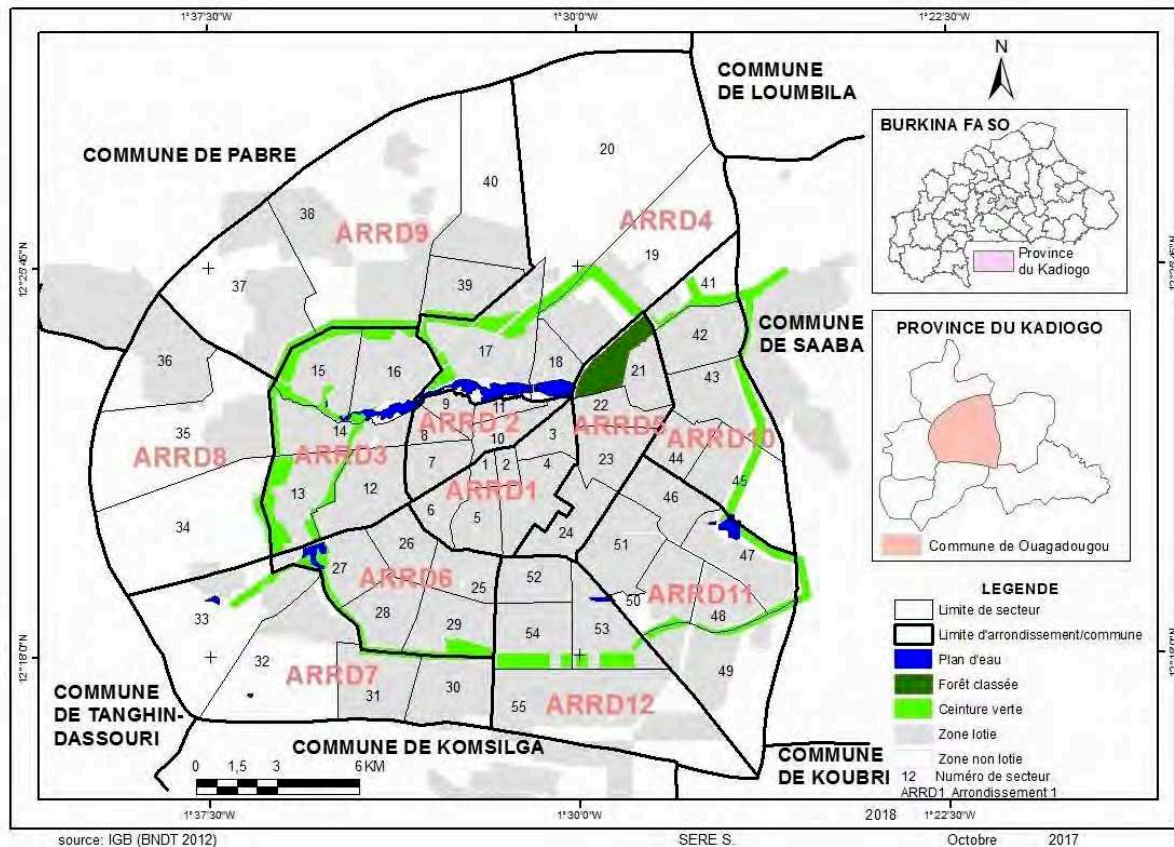 1°37'30"W
1°30'0"W
1°22'30"W
N
COMMUNE
DE LOUMBILA
BURKINA FASO
Province
du Kadiogo
COMMUNE DE PABRE
20
40
38
ARRD9
ARRD4
19
37
39
41
12°25'45"N
12°25'45"N
COMMUNE
DE SAABA
PROVINCE DU KADIOGO
Commune de Ouagadougou
36
17
18
42
15
16
21
43
9
11
22
14
ARRD 2
ARRD5
35
8
10
3
ARRD10
ARRD8
ARRD3
7
1
2
4
23
44
45
13
12
ARRD1
46
34
6
5
24
51
47
26
27
ARRD6
52
25
50
ARRD11
28
48
33
29
54
53
49
32
ARRD7
30
31
55
ARRD12
12°18'0"N
12°18'0"N
COMMUNE
DE TANGHIN-
DASSOURI
COMMUNE DE KOMSILGA
COMMUNE
DE KOUBRI
0 1,5 3 6 KM
LEGENDE
Limite de secteur
Limite d'arrondissement/commune
Plan d'eau
Forêt classée
Ceinture verte
Zone lotie
Zone non lotie
12 Numéro de secteur
ARRD1 Arrondissement 1
1°37'30"W
1°30'0"W
2018
1°22'30"W
source: IGB (BNDT 2012)
SERE S.
Octobre 2017